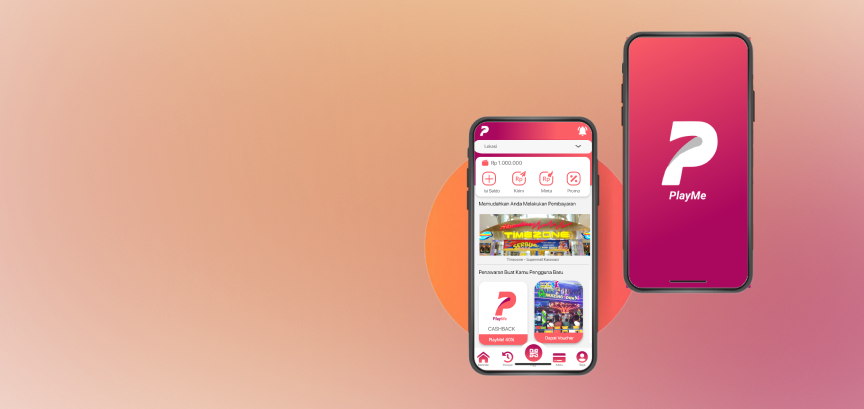 Lokasi
Rp 1.000.000
Isi Saldo
Kirim
Minta
Promo
Memudahkan Anda Melakukan Pembayaran
TIMEZONE
Timezone - Supermall Karawaci
Penawaran Buat Kamu Pengguna Baru
PlayMe
CASHBACK
PlayMe! 40%
Dapat Voucher
PlayMe